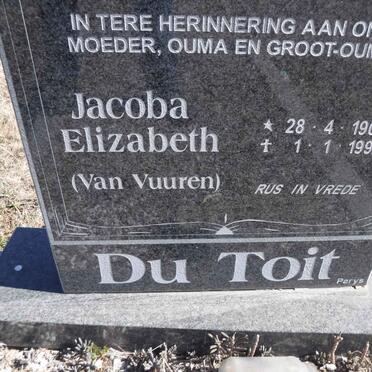 IN TERE HERINNERING AAN
MOEDER, OUMA EN
Jacoba
Elizabeth
★ 28 · 4 ·
✝ 1 · 1 ·
(Van Vuuren)
RUS IN VREDE
Du Toit
Parys